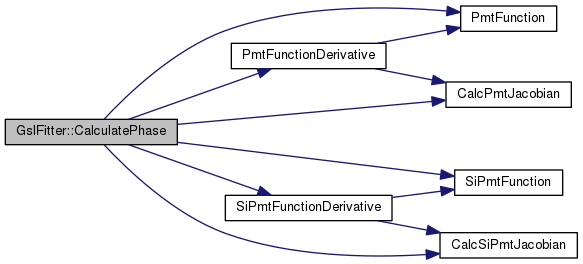 PmtFunction
PmtFunctionDerivative
CalcPmtJacobian
GslFitter::CalculatePhase
SiPmtFunction
SiPmtFunctionDerivative
CalcSiPmtJacobian